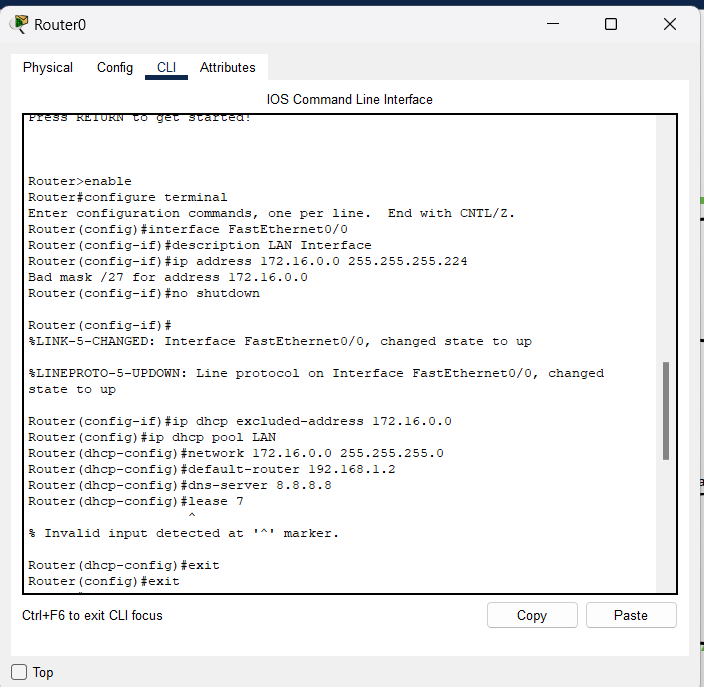 Router0
Physical Config CLI Attributes
IOS Command Line Interface
Press RETURN to get started!
Router>enable
Router#configure terminal
Enter configuration commands, one per line.  End with CNTL/Z.
Router(config)#interface FastEthernet0/0
Router(config-if)#description LAN Interface
Router(config-if)#ip address 172.16.0.0 255.255.255.224
Bad mask /27 for address 172.16.0.0
Router(config-if)#no shutdown
Router(config-if)#
%LINK-5-CHANGED: Interface FastEthernet0/0, changed state to up
%LINEPROTO-5-UPDOWN: Line protocol on Interface FastEthernet0/0, changed
state to up
Router(config-if)#ip dhcp excluded-address 172.16.0.0
Router(config)#ip dhcp pool LAN
Router(dhcp-config)#network 172.16.0.0 255.255.255.0
Router(dhcp-config)#default-router 192.168.1.2
Router(dhcp-config)#dns-server 8.8.8.8
Router(dhcp-config)#lease 7
^
% Invalid input detected at '^' marker.
Router(dhcp-config)#exit
Router(config)#exit
Ctrl+F6 to exit CLI focus
Copy Paste
Top